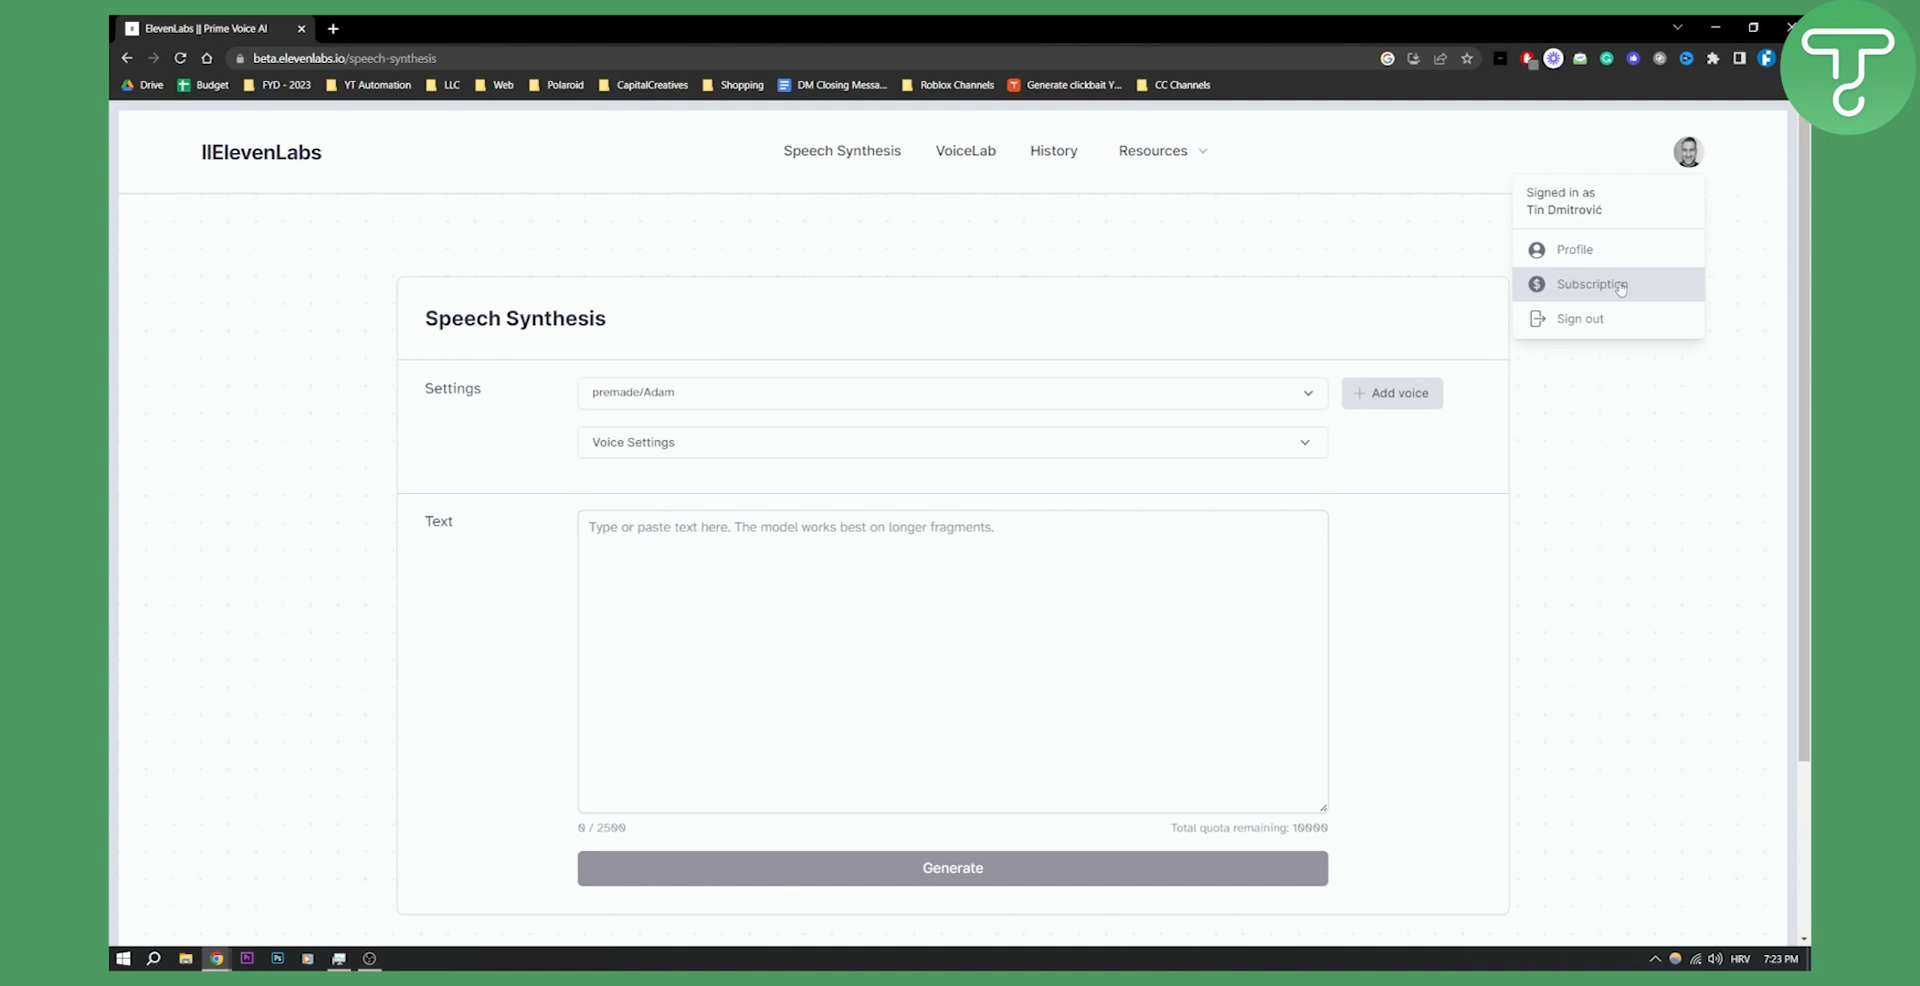 ElevenLabs || Prime Voice AI
beta.elevenlabs.io/speech-synthesis
Drive Budget FYD - 2023 YT Automation LLC Web Polaroid CapitalCreatives Shopping DM Closing Messa... Roblox Channels Generate clickbait Y... CC Channels
IIElevenLabs Speech Synthesis VoiceLab History Resources
Signed in as
Tin Dmitrović
Profile
Subscription
Sign out
Speech Synthesis
Settings premade/Adam + Add voice
Voice Settings
Text
Type or paste text here. The model works best on longer fragments.
0 / 2500 Total quota remaining: 10000
Generate
HRV 7:23 PM